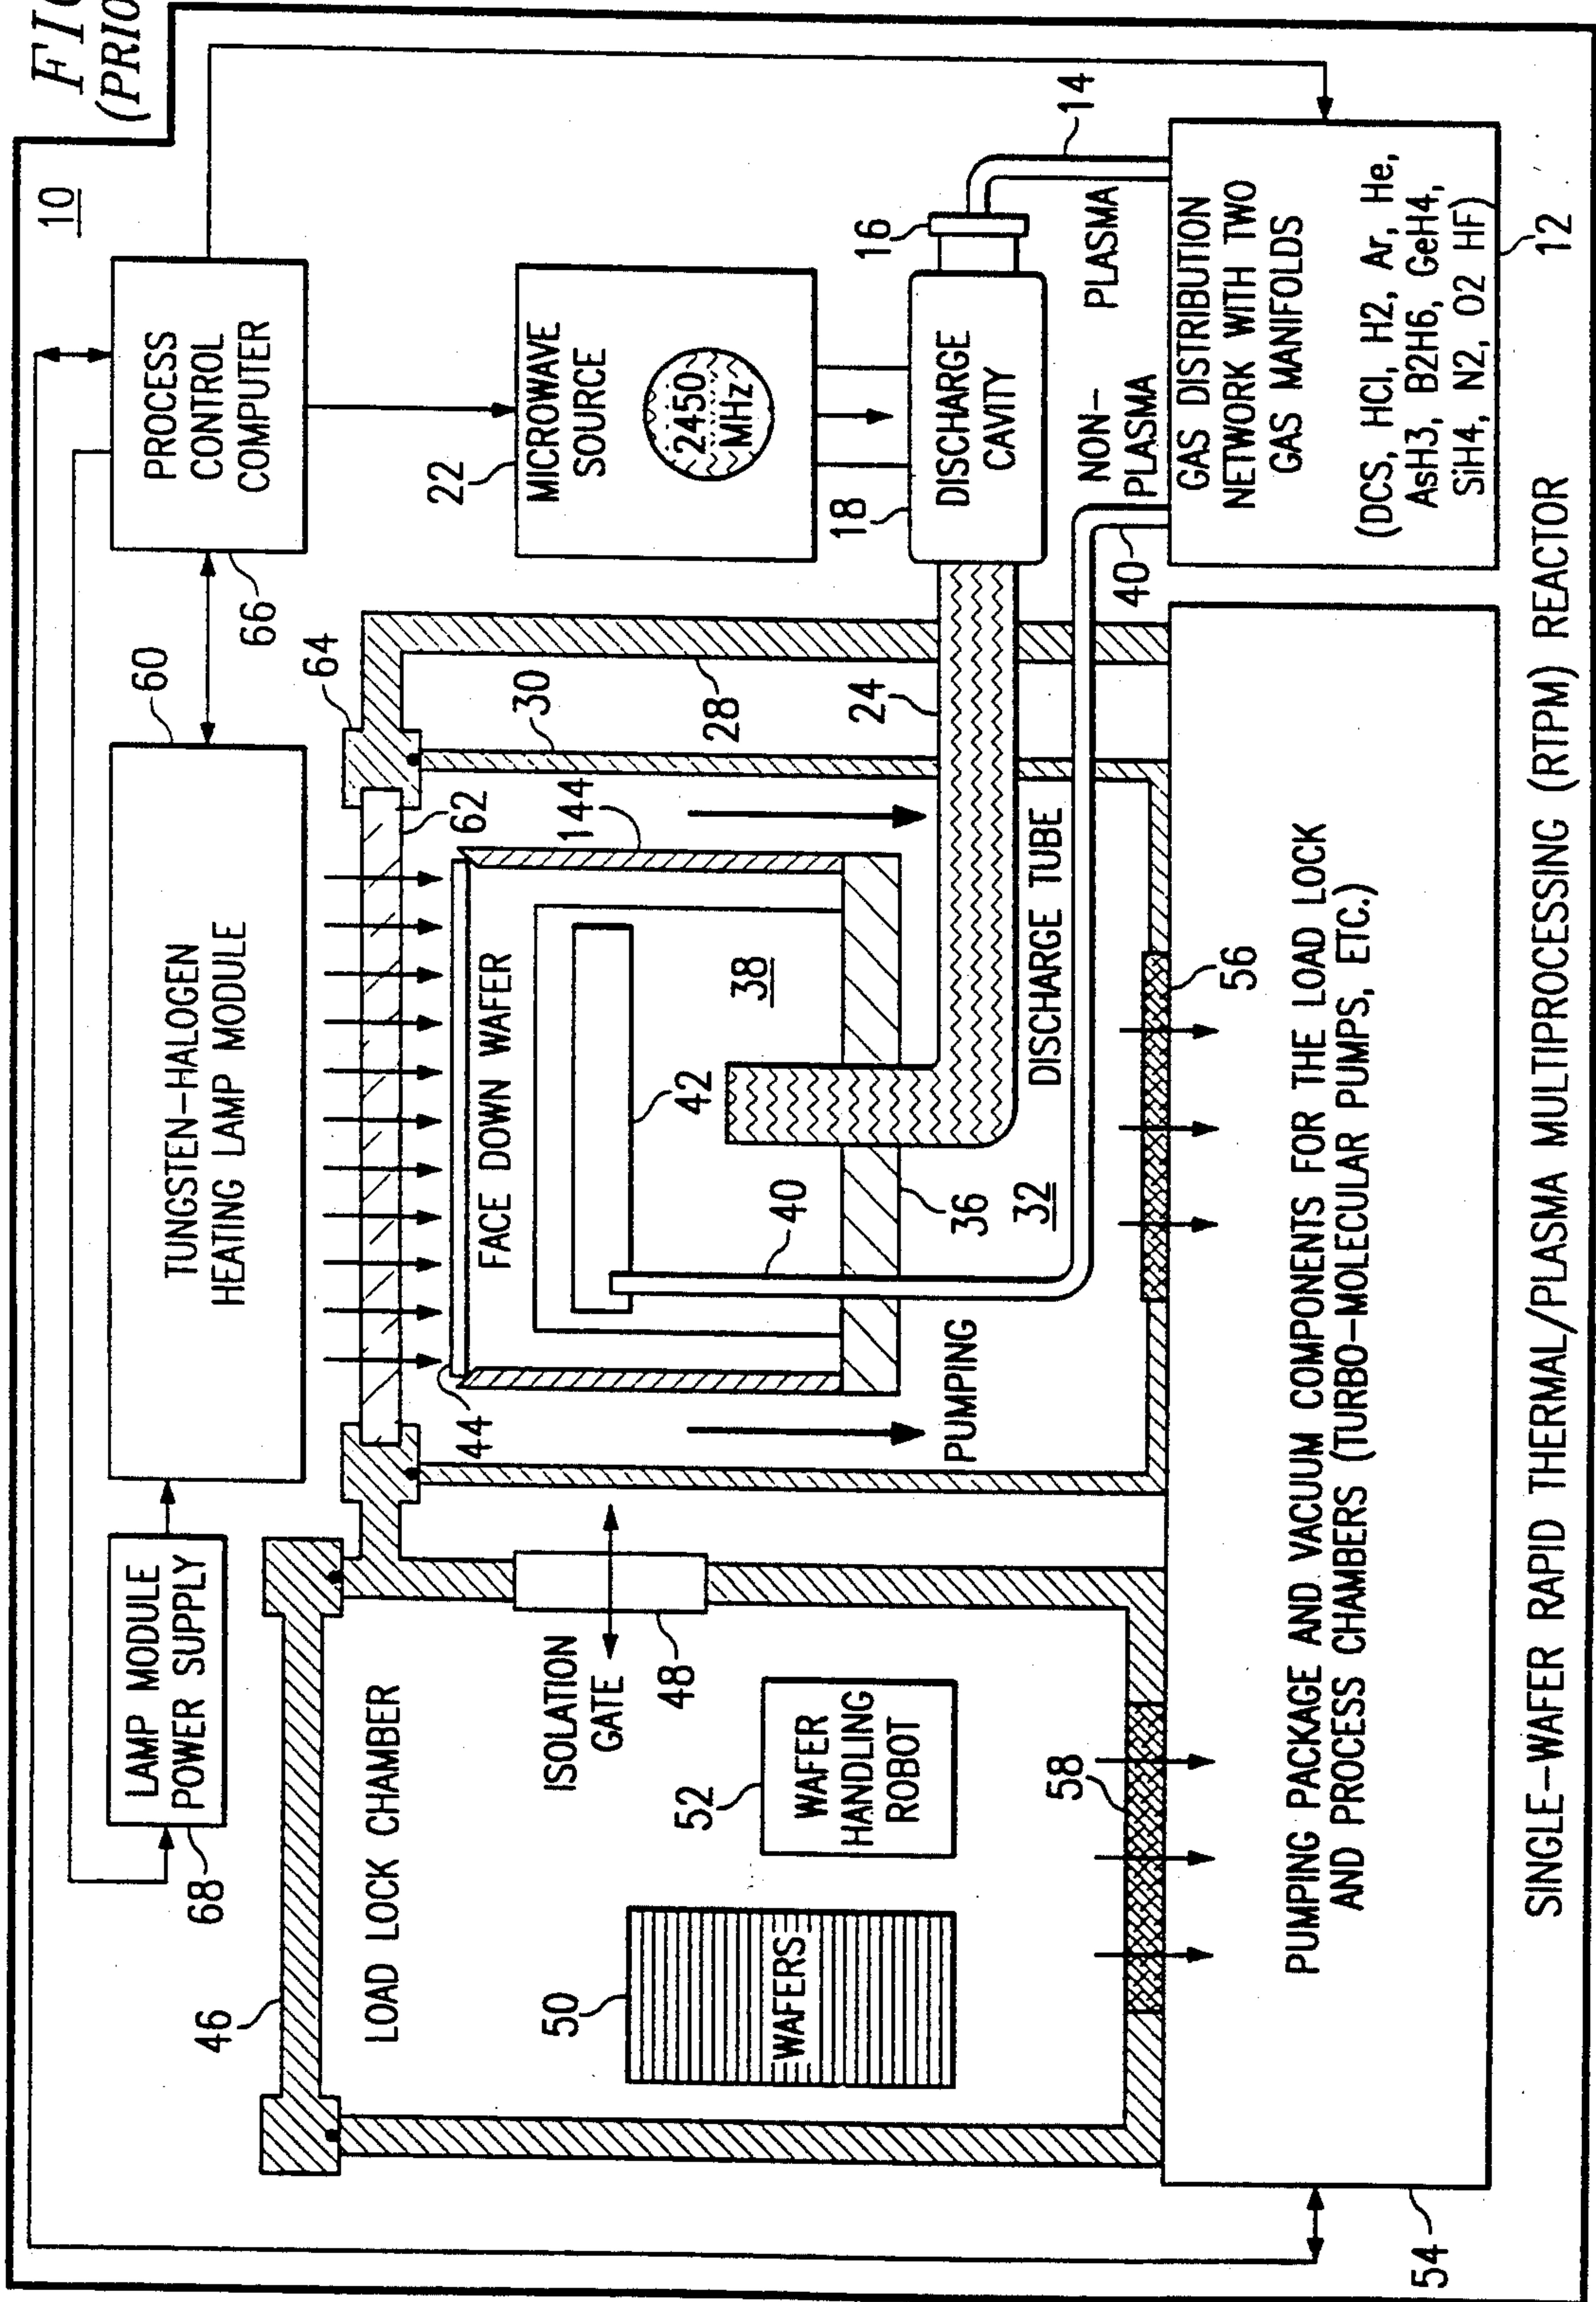 FIG
(PRIO
10
PROCESS
CONTROL
COMPUTER
66
TUNGSTEN-HALOGEN
HEATING LAMP MODULE
60
LAMP MODULE
POWER SUPPLY
68
46
LOAD LOCK CHAMBER
ISOLATION
GATE
48
50
WAFERS
52
WAFER
HANDLING
ROBOT
58
64
62
30
28
144
44
FACE DOWN WAFER
38
42
40
36
32
PUMPING
DISCHARGE TUBE
24
56
22
MICROWAVE
SOURCE
2450
MHz
18
DISCHARGE
CAVITY
16
14
PLASMA
NON-
PLASMA
40
GAS DISTRIBUTION
NETWORK WITH TWO
GAS MANIFOLDS
(DCS, HCl, H2, Ar, He,
AsH3, B2H6, GeH4,
SiH4, N2, O2 HF)
12
PUMPING PACKAGE AND VACUUM COMPONENTS FOR THE LOAD LOCK
AND PROCESS CHAMBERS (TURBO-MOLECULAR PUMPS, ETC.)
54
SINGLE-WAFER RAPID THERMAL/PLASMA MULTIPROCESSING (RTPM) REACTOR